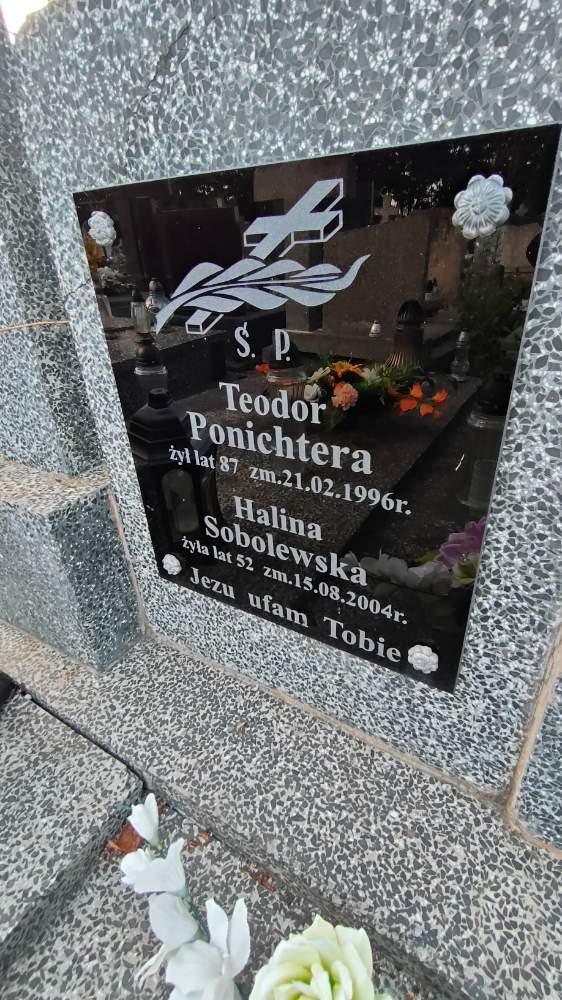 Ś. P.
Teodor
Ponichtera
żył lat 87 zm.21.02.1996r.
Halina
Sobolewska
żyła lat 52 zm.15.08.2004r.
Jezu ufam Tobie